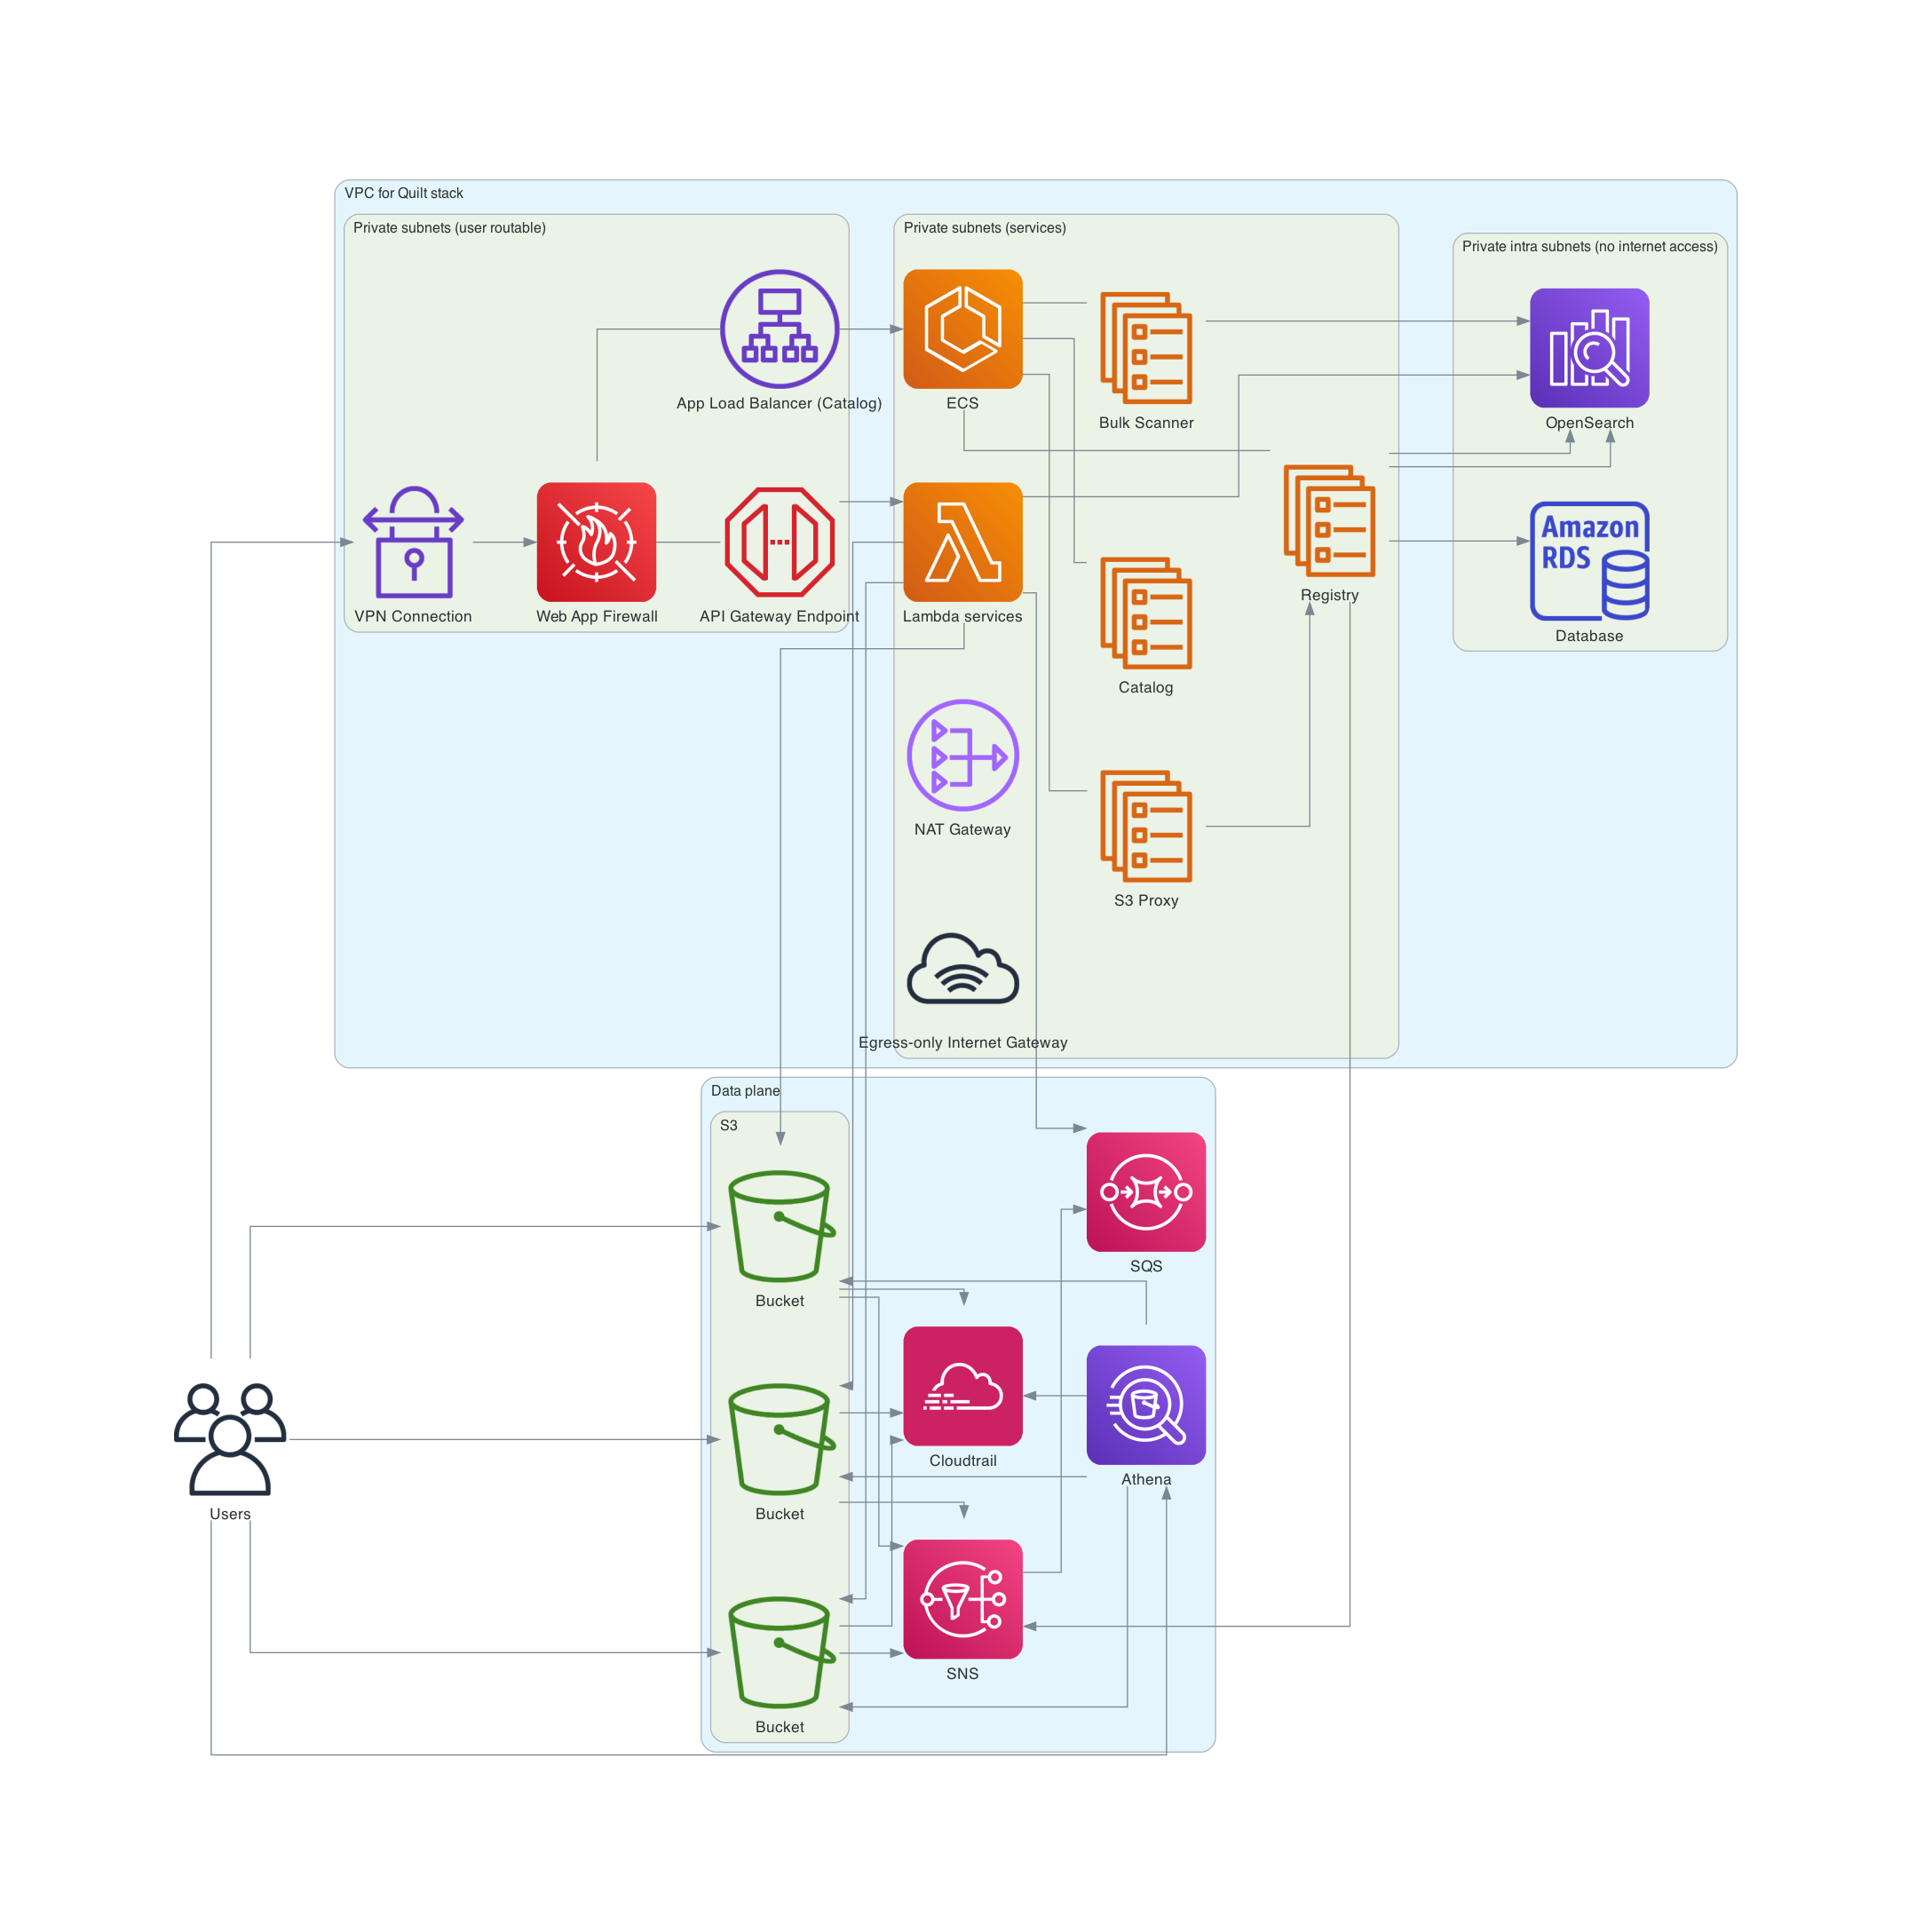 VPC for Quilt stack
Private subnets (user routable)
Private subnets (services)
Private intra subnets (no internet access)
App Load Balancer (Catalog)
ECS
Bulk Scanner
OpenSearch
VPN Connection
Web App Firewall
API Gateway Endpoint
Lambda services
Registry
Amazon
RDS
Database
Catalog
NAT Gateway
S3 Proxy
Egress-only Internet Gateway
Data plane
S3
Bucket
SQS
Cloudtrail
Athena
Users
Bucket
SNS
Bucket